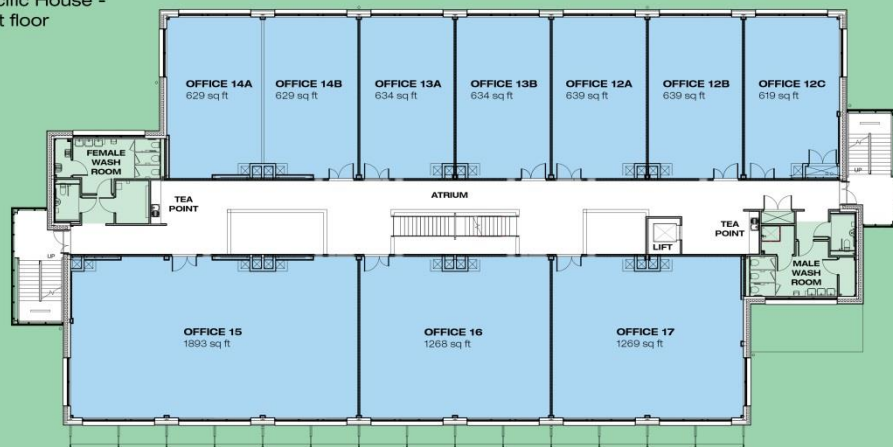 cific House -
t floor
OFFICE 14A
629 sq ft
OFFICE 14B
629 sq ft
OFFICE 13A
634 sq ft
OFFICE 13B
634 sq ft
OFFICE 12A
639 sq ft
OFFICE 12B
639 sq ft
OFFICE 12C
619 sq ft
FEMALE
WASH
ROOM
UP
TEA
POINT
ATRIUM
TEA
POINT
LIFT
UP
MALE
WASH
ROOM
OFFICE 15
1893 sq ft
OFFICE 16
1268 sq ft
OFFICE 17
1269 sq ft